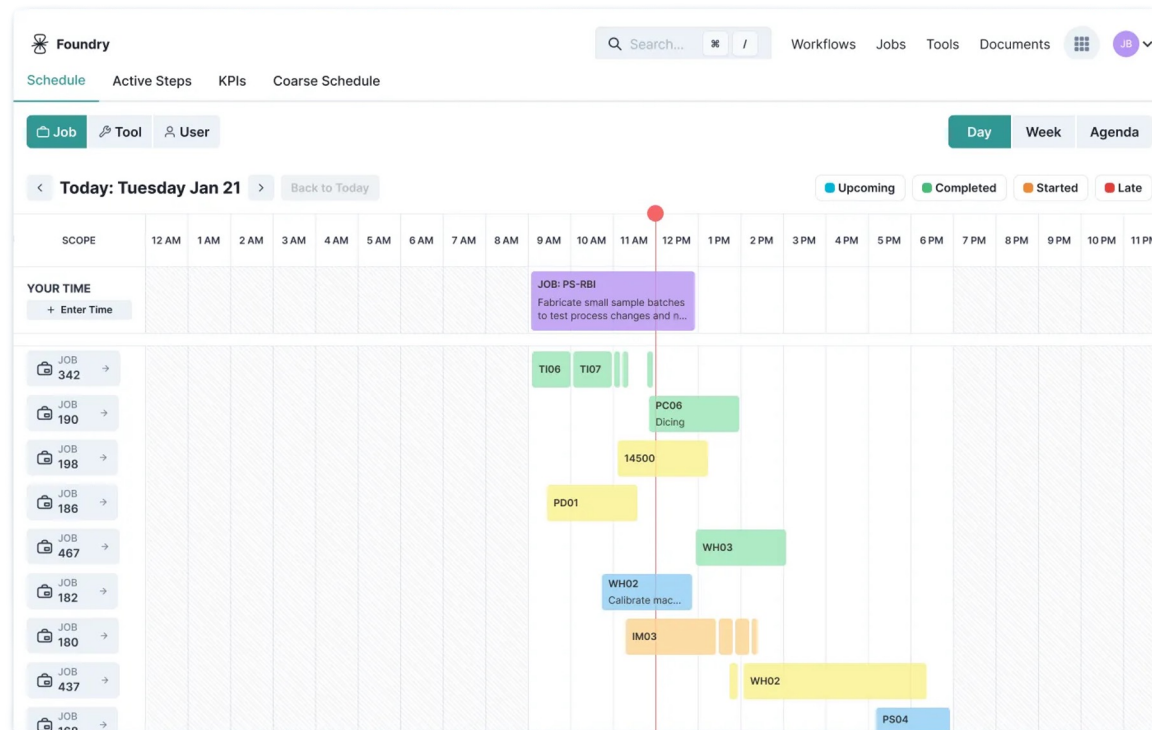 Foundry
Search...
⌘
/
Workflows
Jobs
Tools
Documents
JB
Schedule
Active Steps
KPIs
Coarse Schedule
Job
Tool
User
Day
Week
Agenda
Today: Tuesday Jan 21
Back to Today
Upcoming
Completed
Started
Late
SCOPE
12 AM
1 AM
2 AM
3 AM
4 AM
5 AM
6 AM
7 AM
8 AM
9 AM
10 AM
11 AM
12 PM
1 PM
2 PM
3 PM
4 PM
5 PM
6 PM
7 PM
8 PM
9 PM
10 PM
YOUR TIME
+ Enter Time
JOB: PS-RBI
Fabricate small sample batches
to test process changes and n...
JOB
342
TI06
TI07
JOB
190
PC06
Dicing
JOB
198
14500
JOB
186
PD01
JOB
467
WH03
JOB
182
WH02
Calibrate mac...
JOB
180
IM03
JOB
437
WH02
JOB
PS04